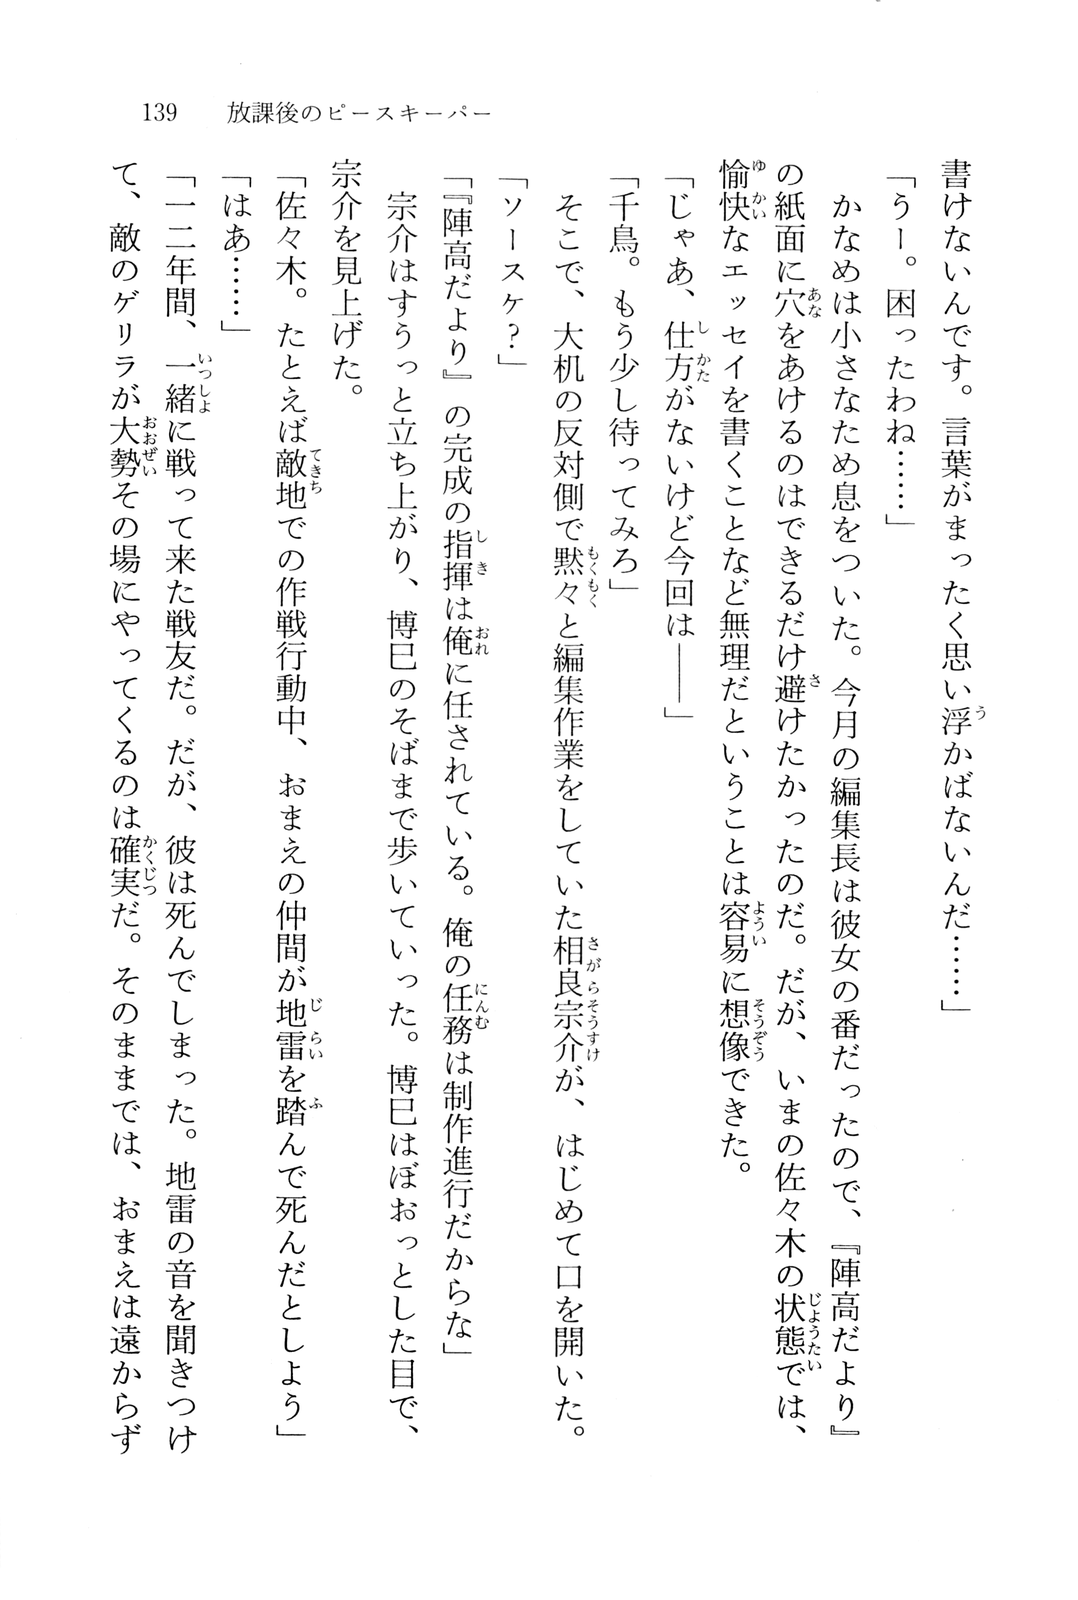 139　放課後のピースキーパー
書けないんです。言葉がまったく思い浮かばないんだ……」
「うー。困ったわね……」
　かなめは小さなため息をついた。今月の編集長は彼女の番だったので、『陣高だより』
の紙面に穴をあけるのはできるだけ避けたかったのだ。だが、いまの佐々木の状態では、
愉快なエッセイを書くことなど無理だということは容易に想像できた。
「じゃあ、仕方がないけど今回は――」
「千鳥。もう少し待ってみろ」
　そこで、大机の反対側で黙々と編集作業をしていた相良宗介が、はじめて口を開いた。
「ソースケ？」
「『陣高だより』の完成の指揮は俺に任されている。俺の任務は制作進行だからな」
　宗介はすうっと立ち上がり、博巳のそばまで歩いていった。博巳はぼおっとした目で、
宗介を見上げた。
「佐々木。たとえば敵地での作戦行動中、おまえの仲間が地雷を踏んで死んだとしよう」
「はあ……」
「一二年間、一緒に戦って来た戦友だ。だが、彼は死んでしまった。地雷の音を聞きつけ
て、敵のゲリラが大勢その場にやってくるのは確実だ。そのままでは、おまえは遠からず